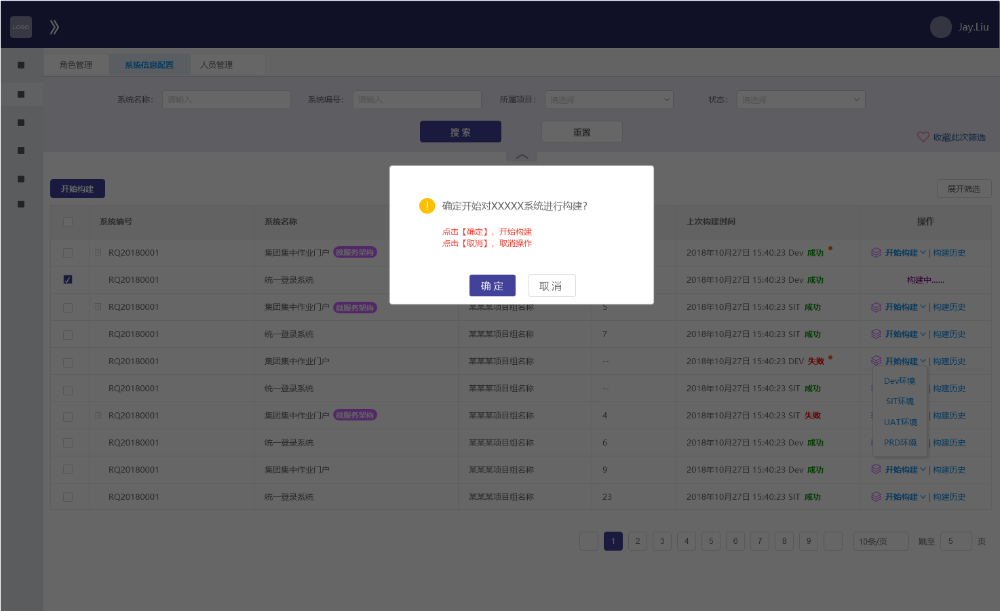 LOGO
Jay.Liu
角色管理 系统信息配置 人员管理
系统名称： 请输入 系统编号： 请输入 所属项目： 请选择 状态： 请选择
搜 索 重置
收藏此次筛选
开始构建 展开筛选
系统编号 系统名称 上次构建时间 操作
RQ20180001 集团集中作业门户 微服务架构 2018年10月27日 15:40:23 Dev 成功 开始构建 | 构建历史
RQ20180001 统一登录系统 2018年10月27日 15:40:23 Dev 成功 构建中......
RQ20180001 集团集中作业门户 微服务架构 某某某项目组名称 5 2018年10月27日 15:40:23 SIT 成功 开始构建 | 构建历史
RQ20180001 统一登录系统 某某某项目组名称 7 2018年10月27日 15:40:23 SIT 成功 开始构建 | 构建历史
RQ20180001 集团集中作业门户 某某某项目组名称 -- 2018年10月27日 15:40:23 DEV 失败 开始构建 | 构建历史
RQ20180001 统一登录系统 某某某项目组名称 -- 2018年10月27日 15:40:23 SIT 成功 | 构建历史
RQ20180001 集团集中作业门户 微服务架构 某某某项目组名称 4 2018年10月27日 15:40:23 SIT 失败 | 构建历史
RQ20180001 统一登录系统 某某某项目组名称 6 2018年10月27日 15:40:23 Dev 成功 | 构建历史
RQ20180001 集团集中作业门户 某某某项目组名称 9 2018年10月27日 15:40:23 Dev 成功 开始构建 | 构建历史
RQ20180001 统一登录系统 某某某项目组名称 23 2018年10月27日 15:40:23 SIT 成功 开始构建 | 构建历史
Dev环境
SIT环境
UAT环境
PRD环境
确定开始对XXXXX系统进行构建?
点击【确定】，开始构建
点击【取消】，取消操作
确 定 取 消
1 2 3 4 5 6 7 8 9 10条/页 跳至 5 页